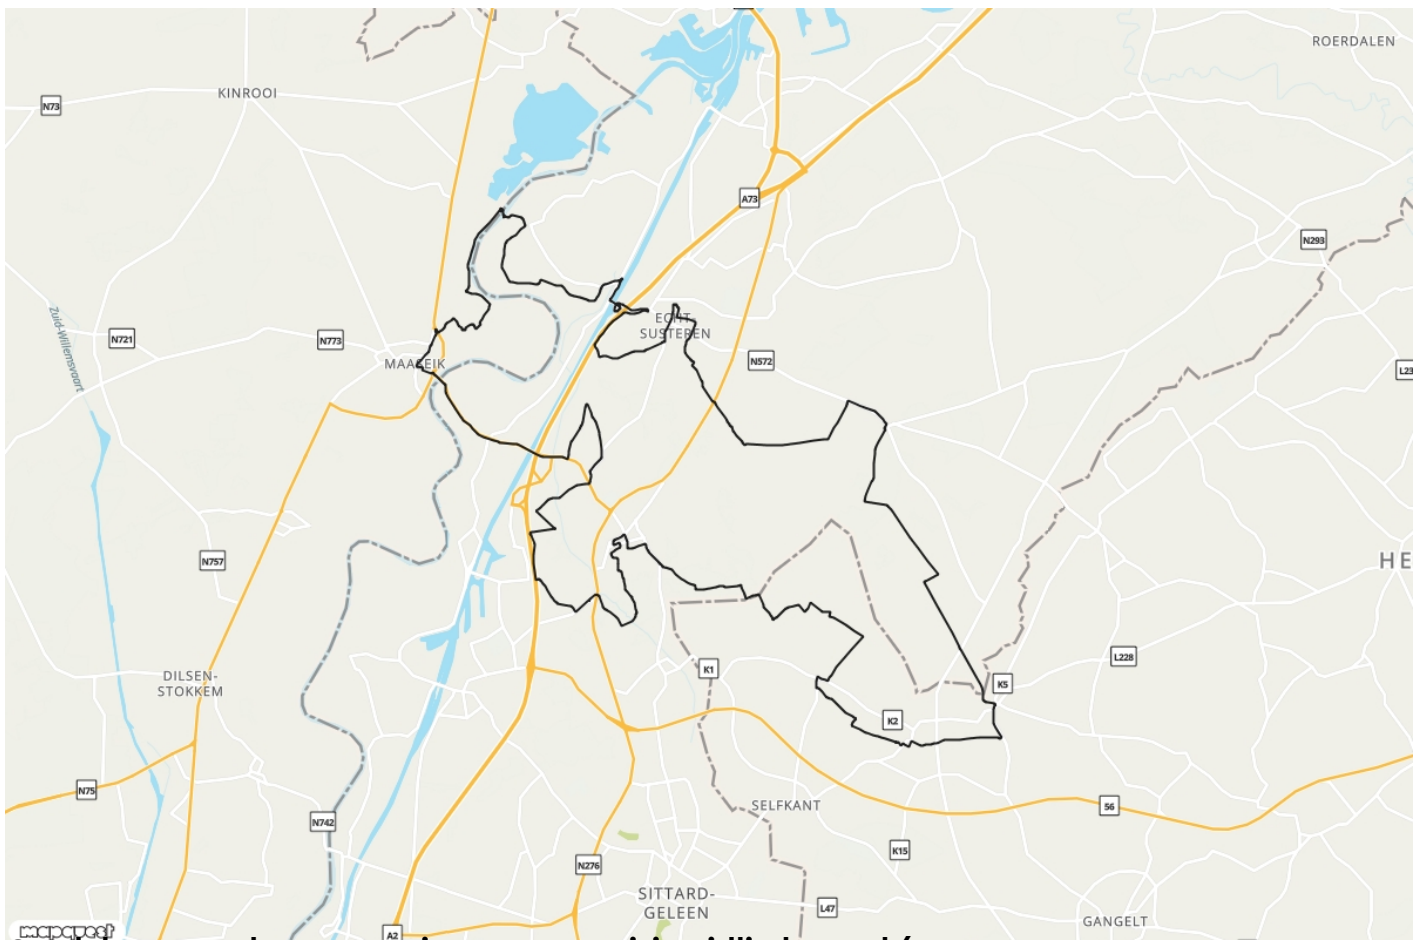 ROERDALEN
KINROOI
N73
A73
N293
Zuid-Willemsvaart
N721
N773
MAASEIK
ECHT-
SUSTEREN
N572
N757
HE
DILSEN-
STOKKEM
K1
L228
K5
K2
N75
N742
SELFKANT
56
K15
N276
SITTARD-
GELEEN
L47
GANGELT
A2
mapquest